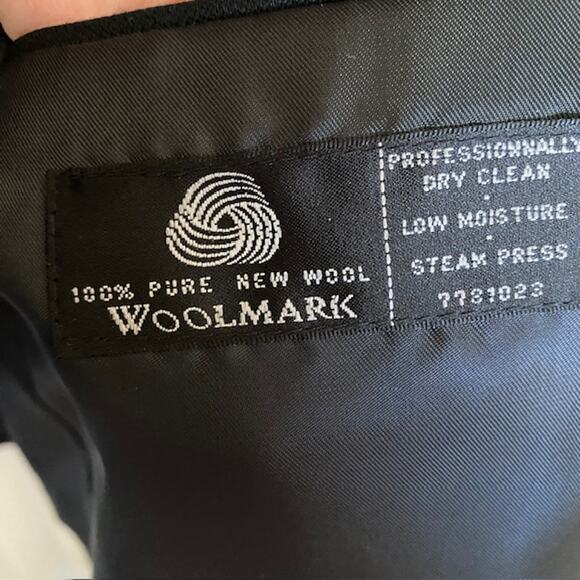 100% PURE NEW WOOL
WOOLMARK
PROFESSIONNALLY
DRY CLEAN
LOW MOISTURE
STEAM PRESS
7781023